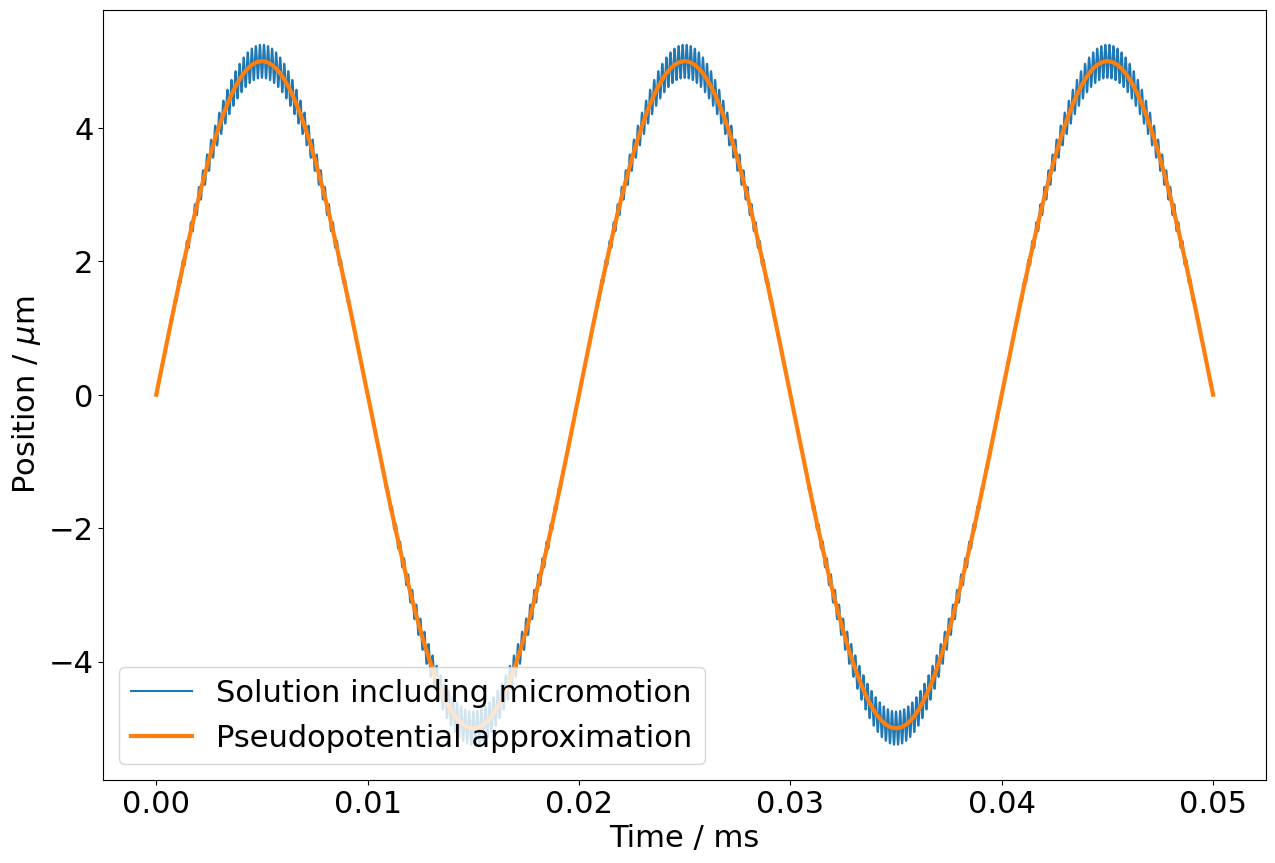 Position / μm
4
2
0
−2
−4
Solution including micromotion
Pseudopotential approximation
0.00 0.01 0.02 0.03 0.04 0.05
Time / ms